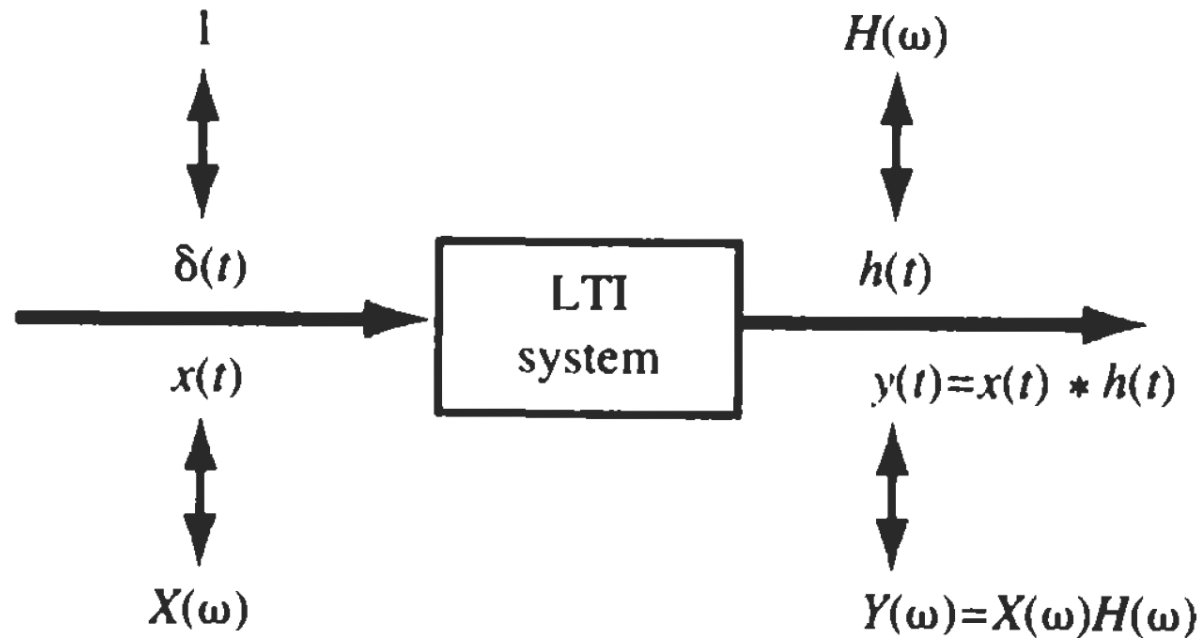 1
H(ω)
δ(t)
h(t)
LTI
system
x(t)
y(t)=x(t) * h(t)
X(ω)
Y(ω)=X(ω)H(ω)